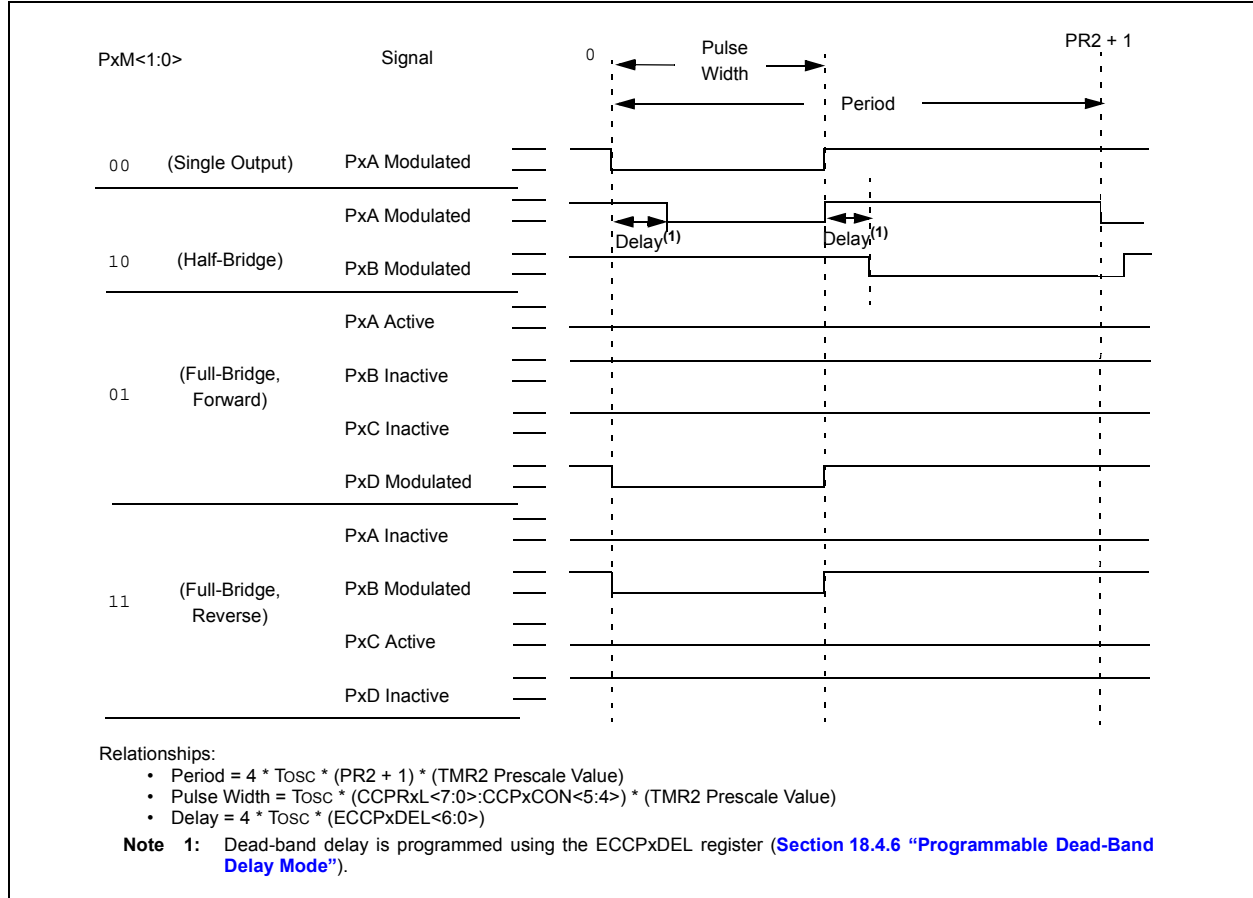 PxM<1:0> Signal 0 Pulse Width PR2 + 1
Period
00 (Single Output) PxA Modulated
PxA Modulated
Delay(1) Delay(1)
10 (Half-Bridge) PxB Modulated
PxA Active
01 (Full-Bridge, Forward) PxB Inactive
PxC Inactive
PxD Modulated
PxA Inactive
11 (Full-Bridge, Reverse) PxB Modulated
PxC Active
PxD Inactive
Relationships:
• Period = 4 * TOSC * (PR2 + 1) * (TMR2 Prescale Value)
• Pulse Width = TOSC * (CCPRxL<7:0>:CCPxCON<5:4>) * (TMR2 Prescale Value)
• Delay = 4 * TOSC * (ECCPxDEL<6:0>)
Note 1: Dead-band delay is programmed using the ECCPxDEL register (Section 18.4.6 “Programmable Dead-Band
Delay Mode”).